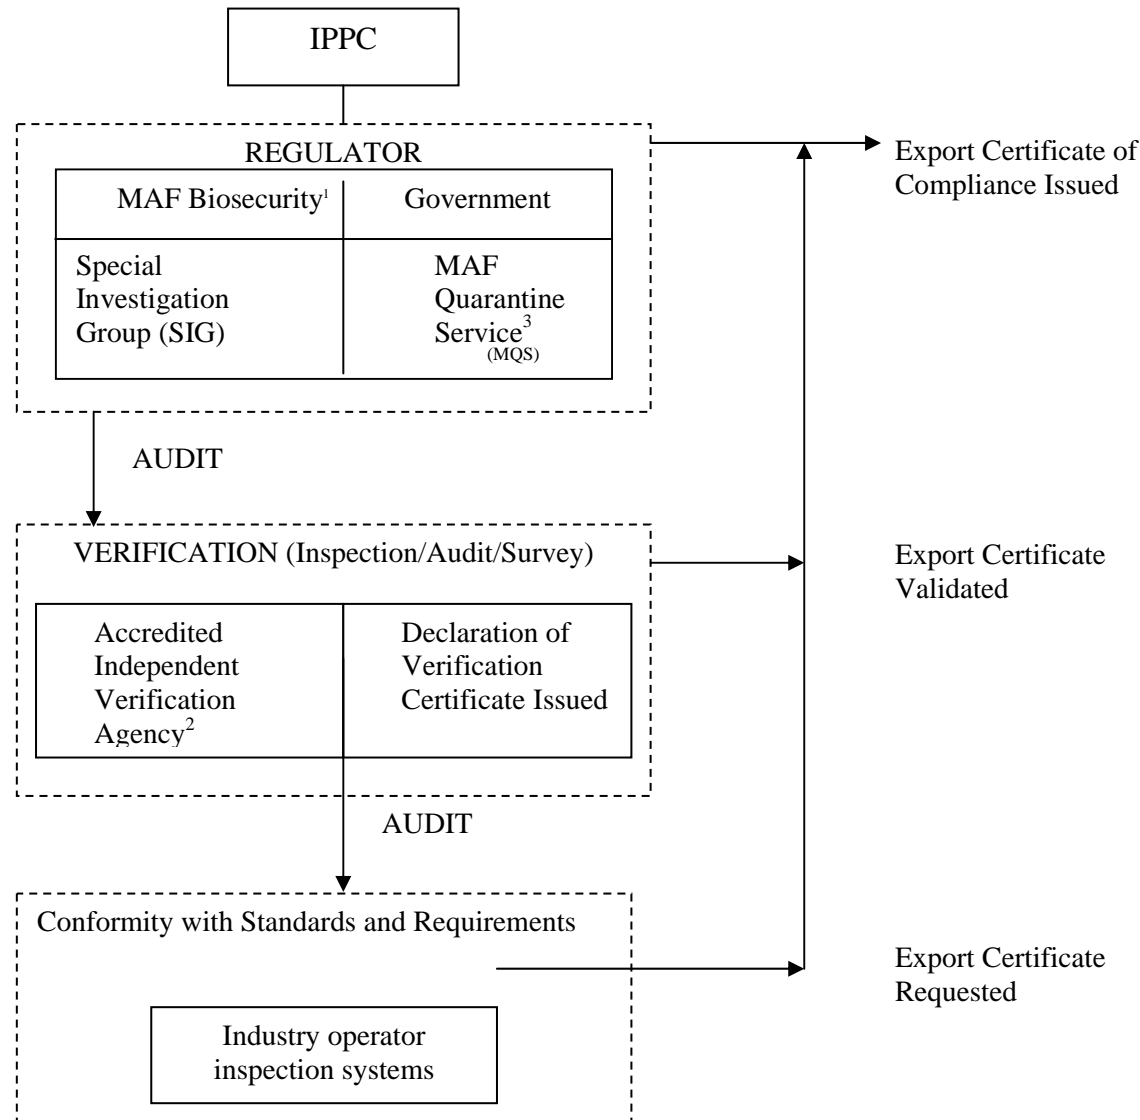 IPPC
REGULATOR
MAF Biosecurity1
Government
Special
Investigation
Group (SIG)
MAF
Quarantine
Service3
(MQS)
Export Certificate of
Compliance Issued
AUDIT
VERIFICATION (Inspection/Audit/Survey)
Accredited
Independent
Verification
Agency2
Declaration of
Verification
Certificate Issued
Export Certificate
Validated
AUDIT
Conformity with Standards and Requirements
Industry operator
inspection systems
Export Certificate
Requested